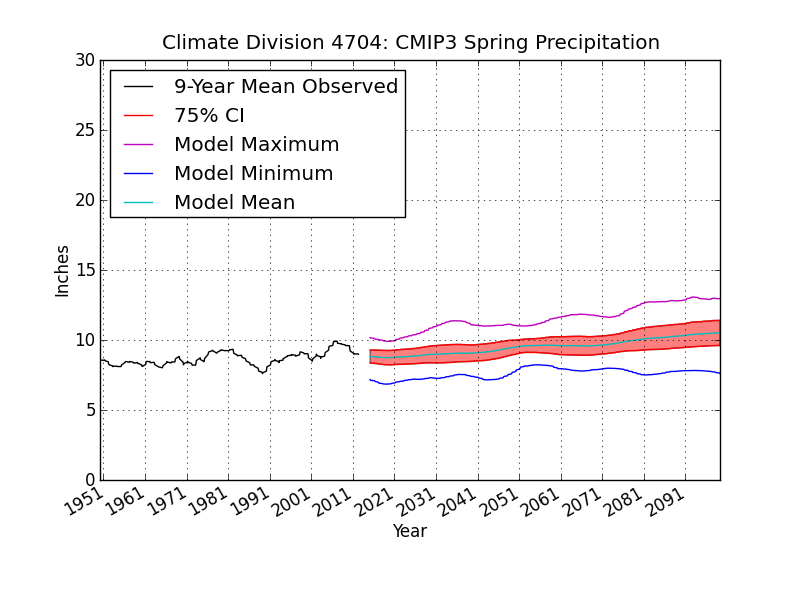 Climate Division 4704: CMIP3 Spring Precipitation
30
25
20
15
10
5
0
Inches
9-Year Mean Observed
75% CI
Model Maximum
Model Minimum
Model Mean
1951 1961 1971 1981 1991 2001 2011 2021 2031 2041 2051 2061 2071 2081 2091
Year